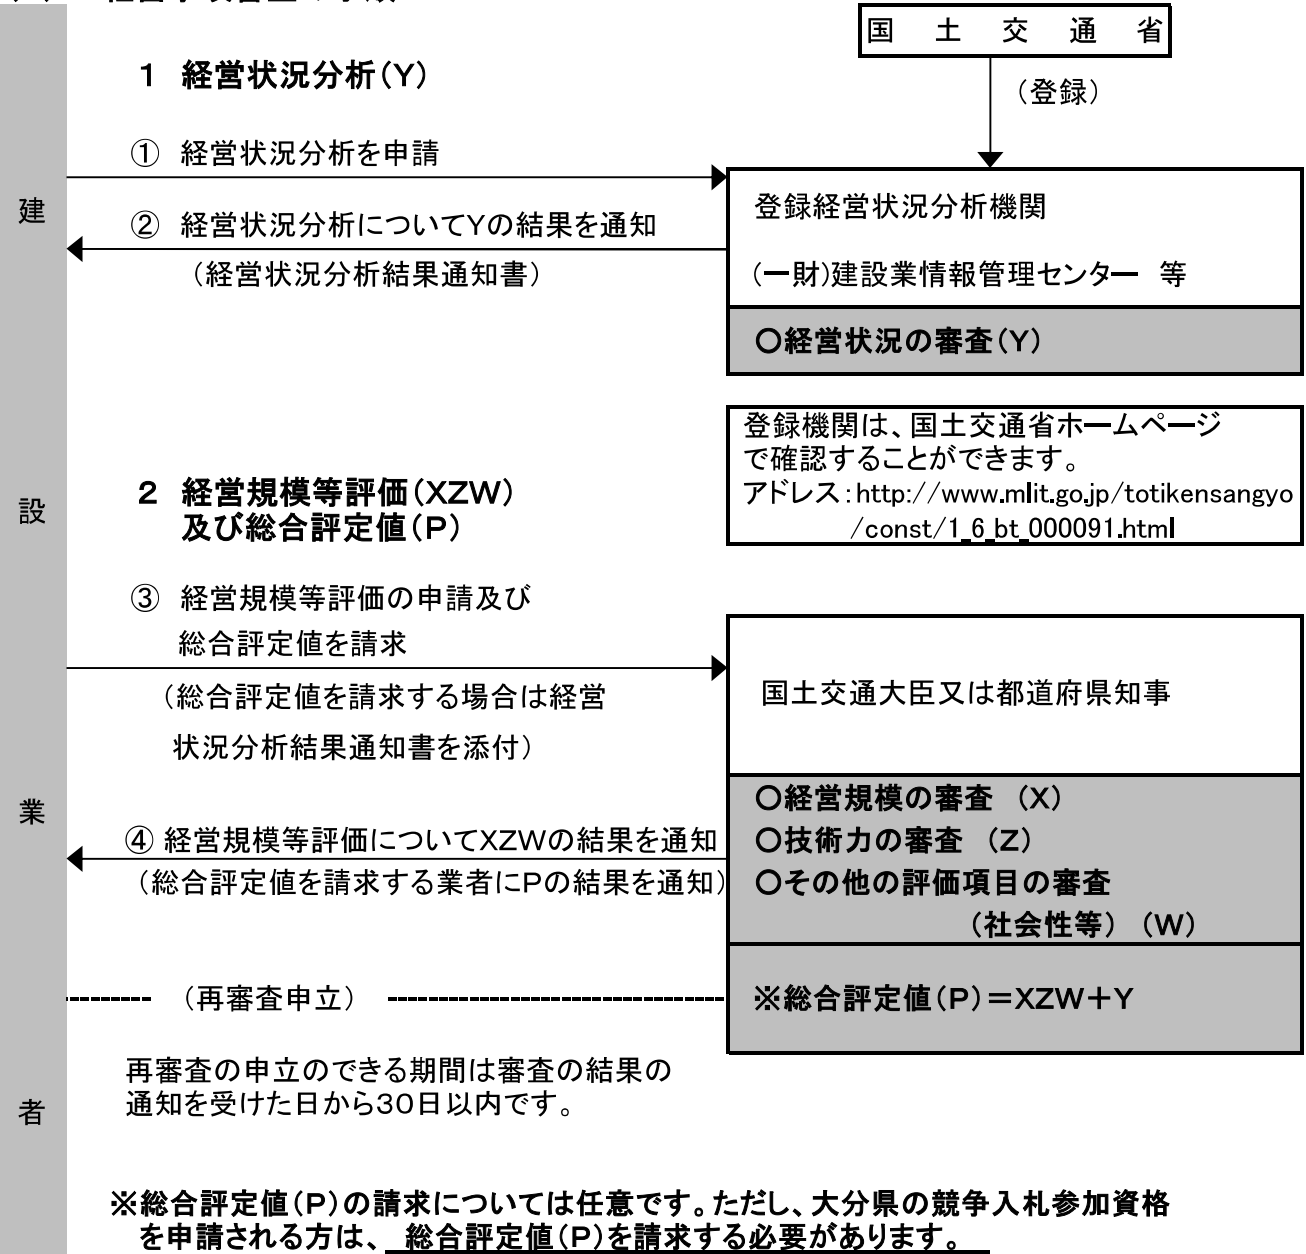 国 土 交 通 省
1 経営状況分析(Y)
(登録)
① 経営状況分析を申請
② 経営状況分析についてYの結果を通知
(経営状況分析結果通知書)
登録経営状況分析機関
(一財)建設業情報管理センター 等
○経営状況の審査(Y)
登録機関は、国土交通省ホームページ
で確認することができます。
アドレス:http://www.mlit.go.jp/totikensangyo
/const/1_6_bt_000091.html
2 経営規模等評価(XZW)
及び総合評定値(P)
③ 経営規模等評価の申請及び
総合評定値を請求
(総合評定値を請求する場合は経営
状況分析結果通知書を添付)
国土交通大臣又は都道府県知事
○経営規模の審査 (X)
○技術力の審査 (Z)
○その他の評価項目の審査
(社会性等) (W)
④ 経営規模等評価についてXZWの結果を通知
(総合評定値を請求する業者にPの結果を通知)
(再審査申立)
※総合評定値(P)=XZW+Y
再審査の申立のできる期間は審査の結果の
通知を受けた日から30日以内です。
建
設
業
者
※総合評定値(P)の請求については任意です。ただし、大分県の競争入札参加資格
を申請される方は、 総合評定値(P)を請求する必要があります。